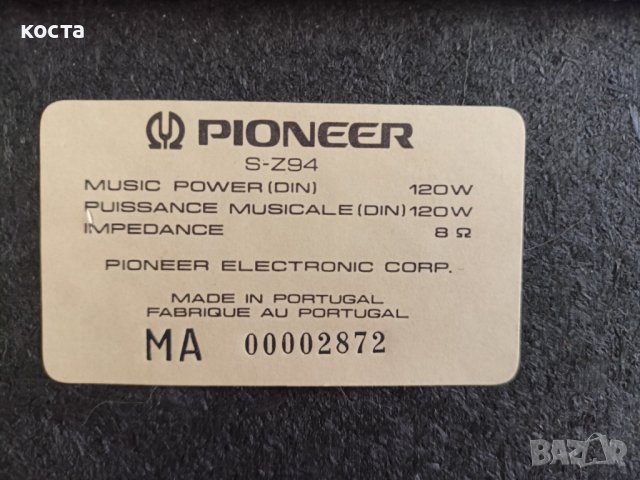 коста
PIONEER
S-Z94
MUSIC POWER (DIN) 120W
PUISSANCE MUSICALE (DIN) 120W
IMPEDANCE 8 Ω
PIONEER ELECTRONIC CORP.
MADE IN PORTUGAL
FABRIQUE AU PORTUGAL
MA 00002872
BAZAR